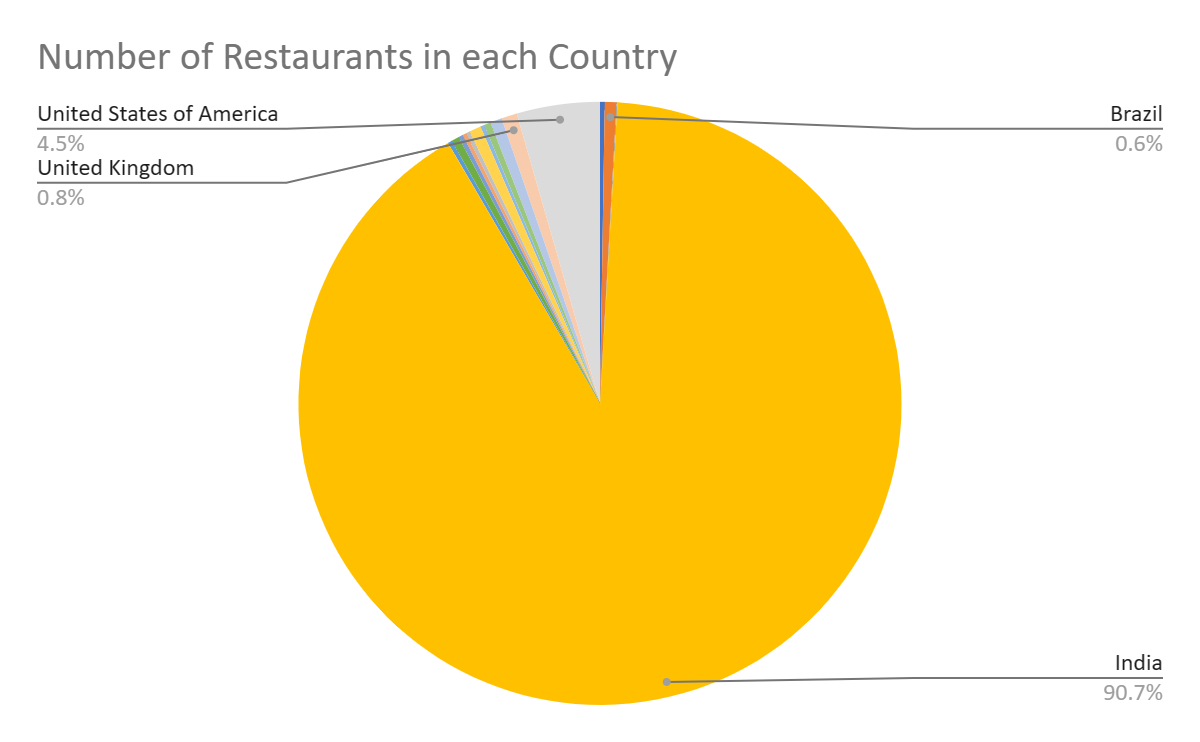 Number of Restaurants in each Country
United States of America
4.5%
United Kingdom
0.8%
Brazil
0.6%
India
90.7%